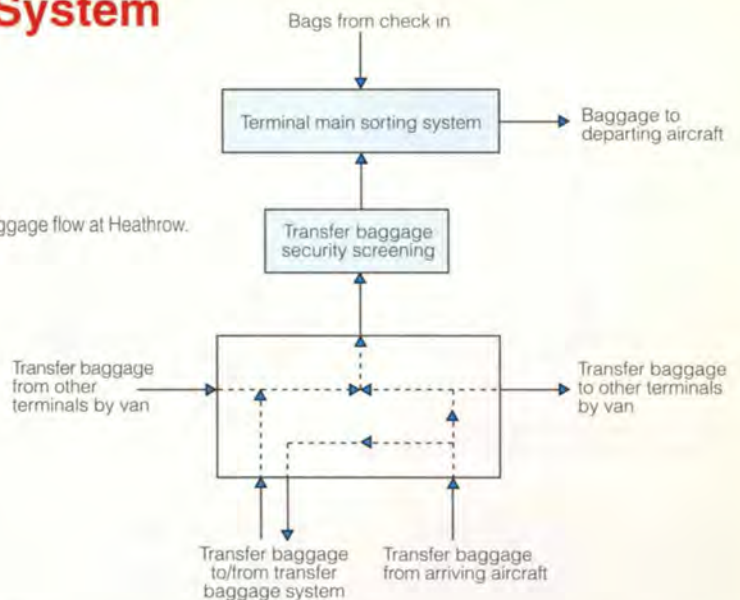 System
Bags from check in
Terminal main sorting system
Baggage to
departing aircraft
ggage flow at Heathrow.
Transfer baggage
security screening
Transfer baggage
from other
terminals by van
Transfer baggage
to other terminals
by van
Transfer baggage
to/from transfer
baggage system
Transfer baggage
from arriving aircraft